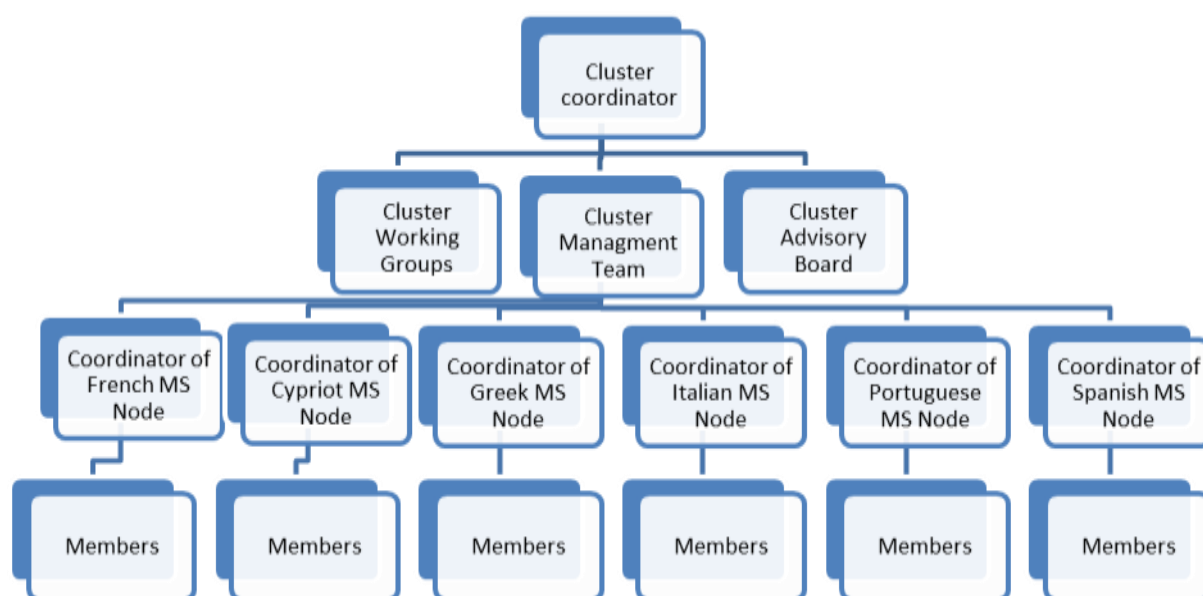 Cluster
coordinator
Cluster
Working
Groups
Cluster
Managment
Team
Cluster
Advisory
Board
Coordinator of
French MS
Node
Coordinator of
Cypriot MS
Node
Coordinator of
Greek MS
Node
Coordinator of
Italian MS
Node
Coordinator of
Portuguese
MS Node
Coordinator of
Spanish MS
Node
Members
Members
Members
Members
Members
Members